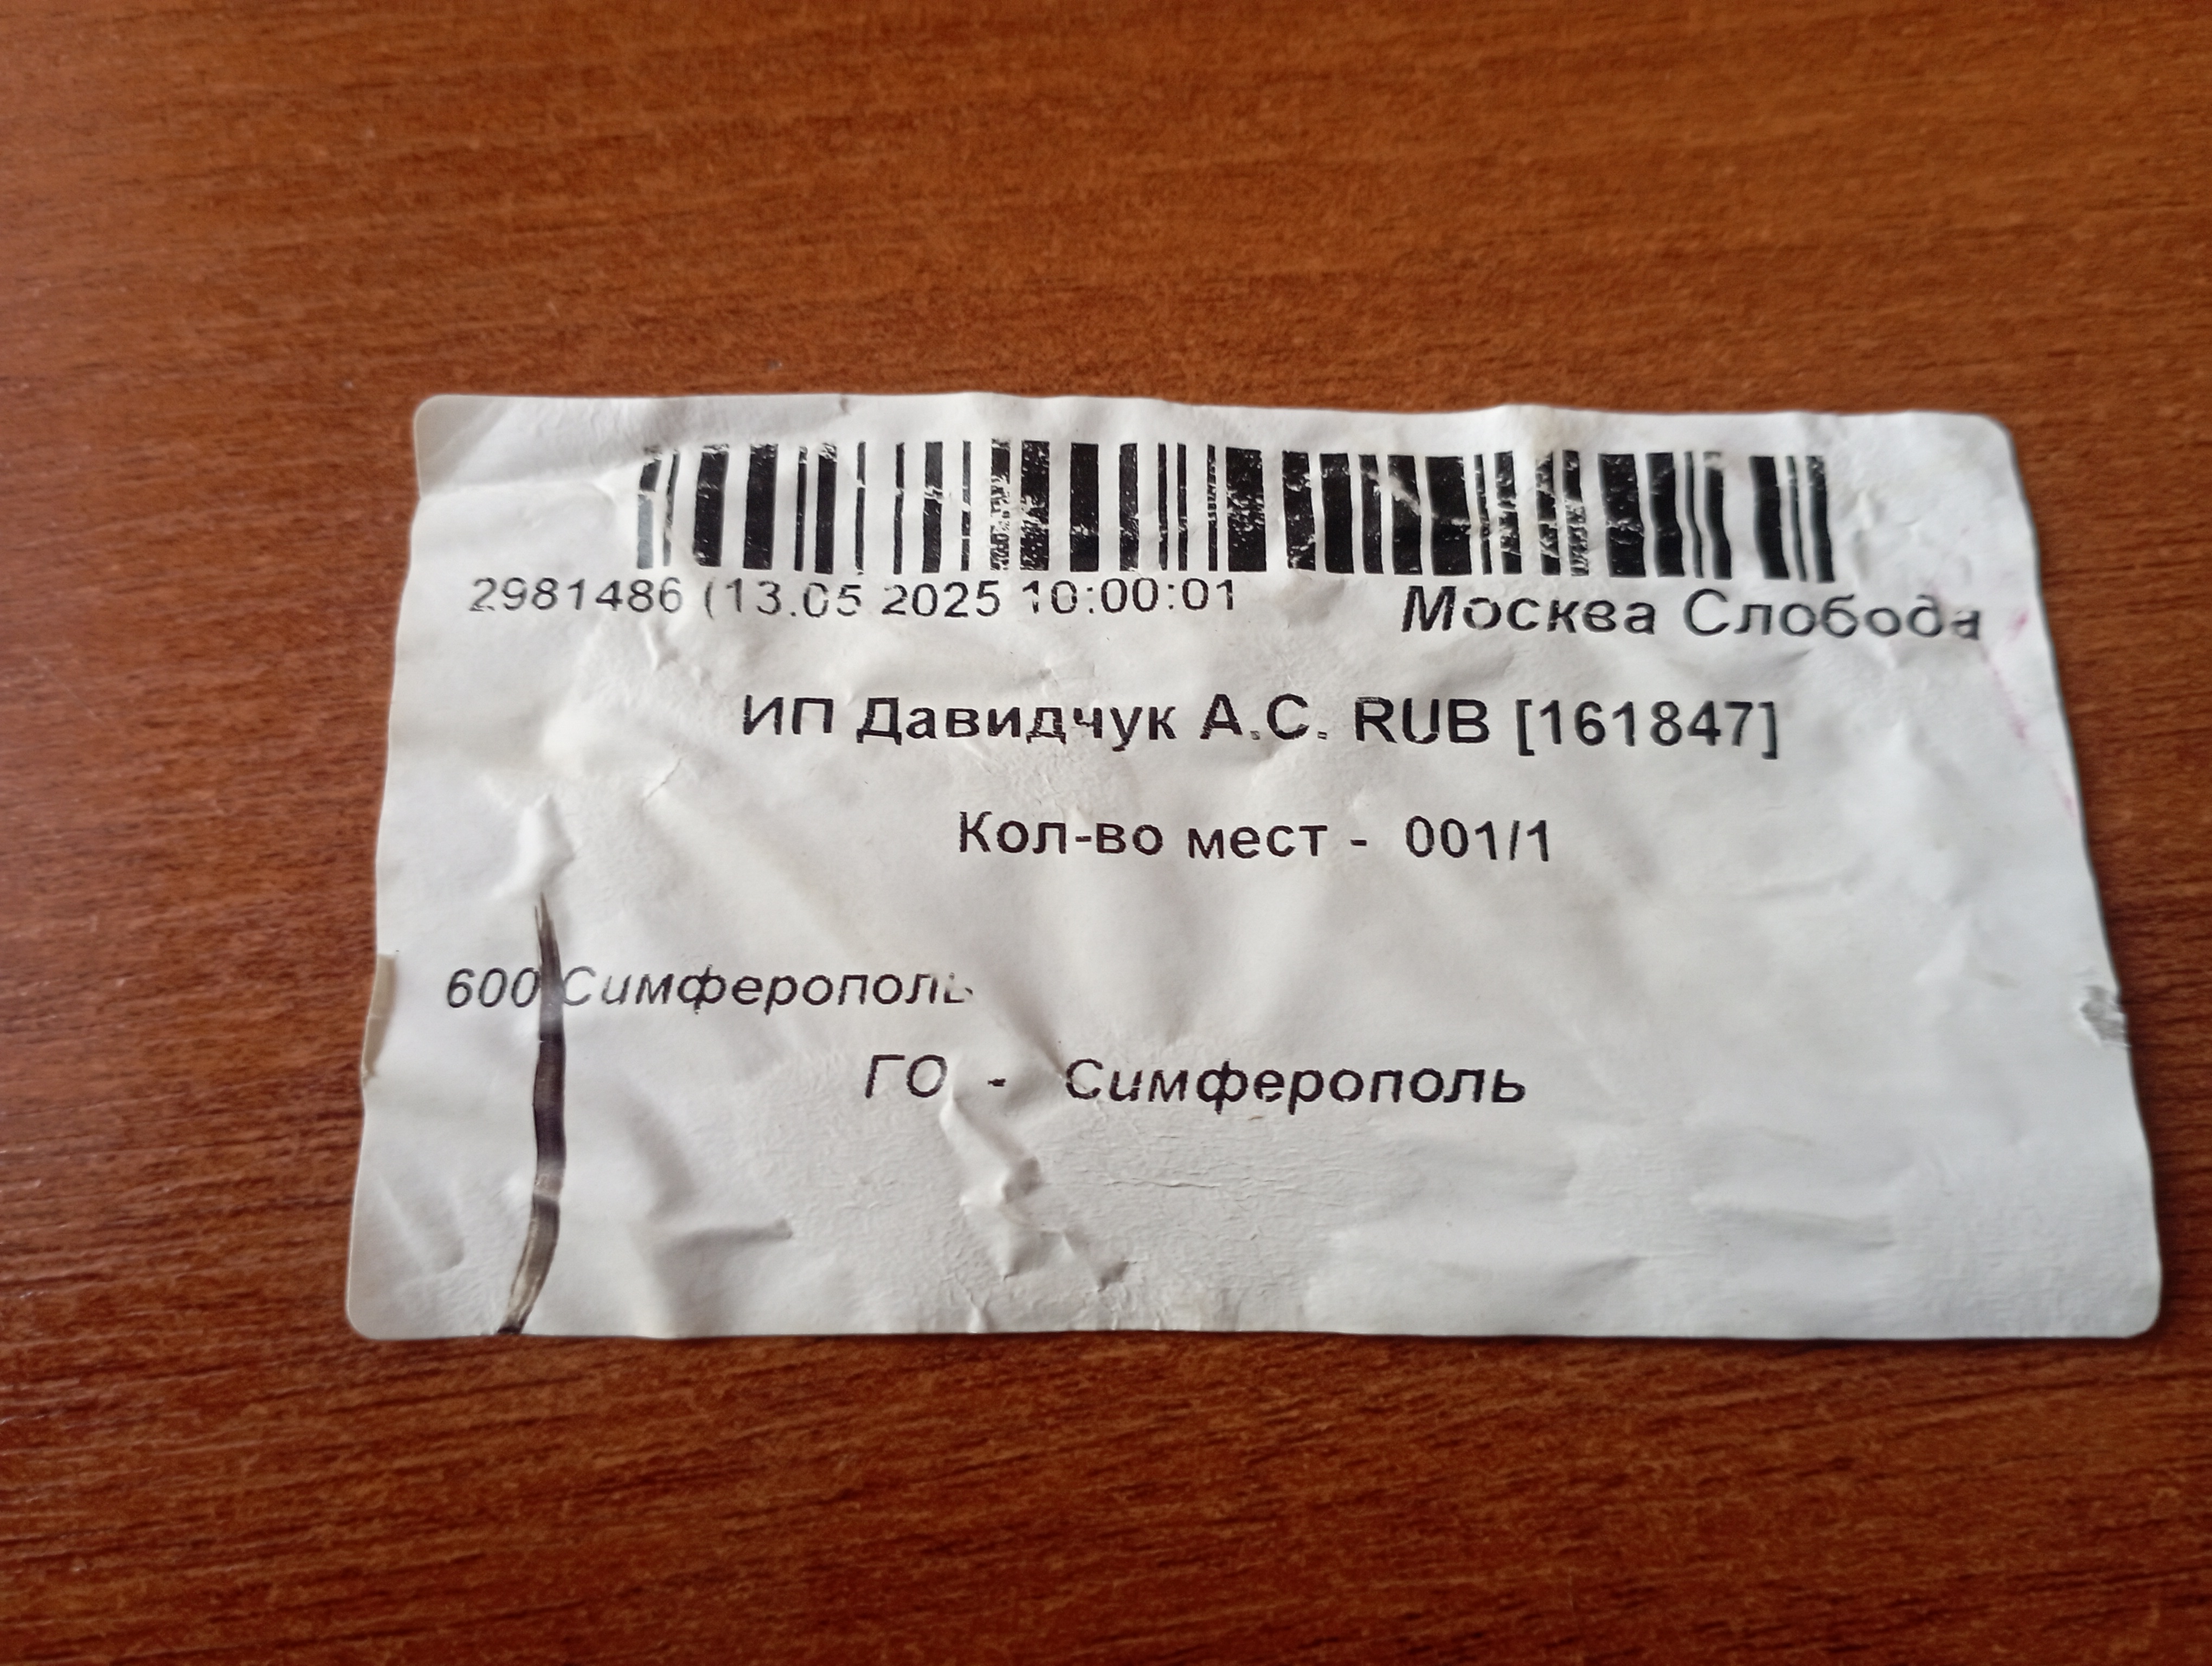 2981486 (13.05 2025 10:00:01
Москва Слобода
ИП Давидчук А.С. RUB [161847]
Кол-во мест - 001/1
600 Симферополь
ГО - Симферополь